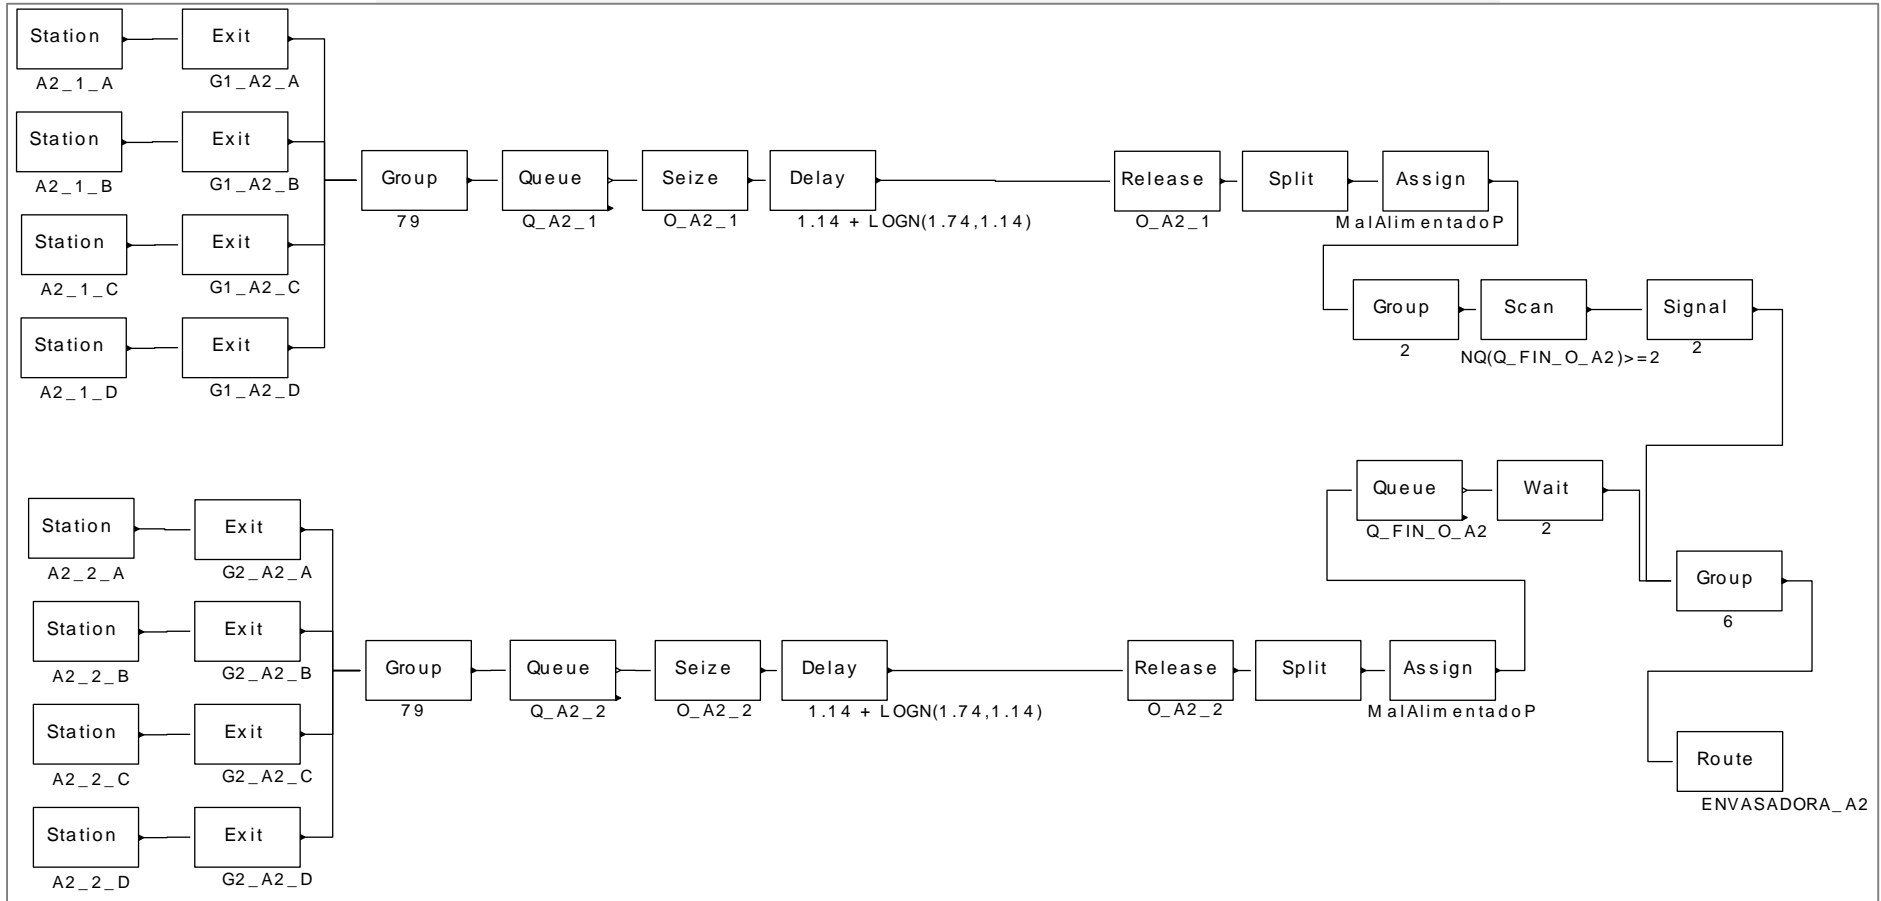 Station Exit
A2_1_A G1_A2_A
Station Exit
A2_1_B G1_A2_B
Group Queue Seize Delay Release Split Assign
79 Q_A2_1 O_A2_1 1.14 + LOGN(1.74,1.14) O_A2_1 MalAlimentadoP
Station Exit
A2_1_C G1_A2_C
Group Scan Signal
2 NQ(Q_FIN_O_A2)>=2 2
Station Exit
A2_1_D G1_A2_D
Queue Wait
Q_FIN_O_A2 2
Station Exit
A2_2_A G2_A2_A
Group
6
Station Exit
A2_2_B G2_A2_B
Group Queue Seize Delay Release Split Assign
79 Q_A2_2 O_A2_2 1.14 + LOGN(1.74,1.14) O_A2_2 MalAlimentadoP
Station Exit
A2_2_C G2_A2_C
Route
ENVASADORA_A2
Station Exit
A2_2_D G2_A2_D